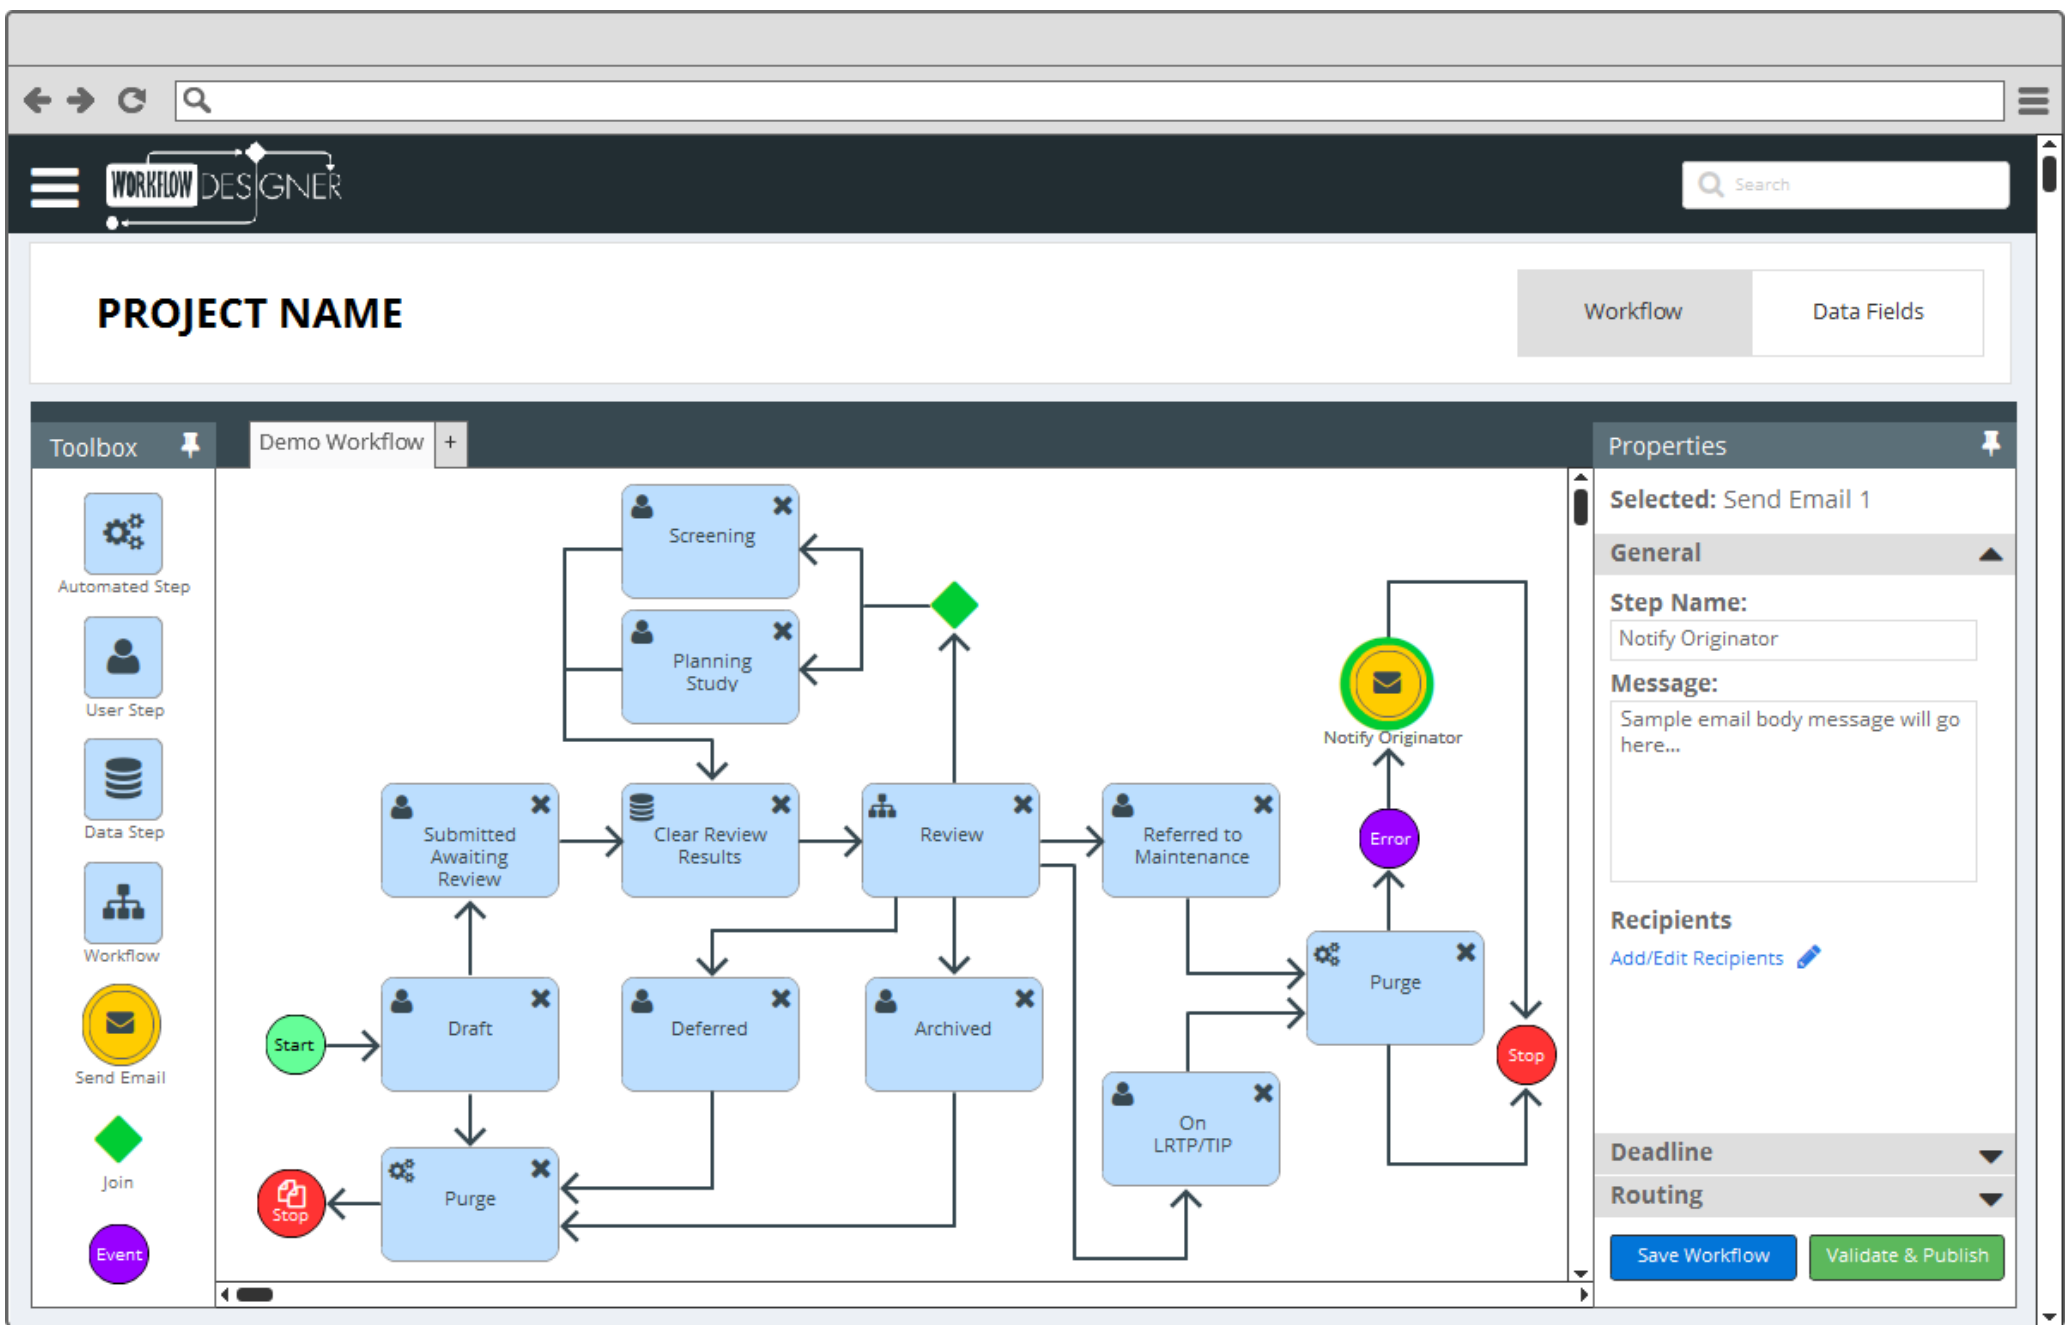 WORKFLOW DESIGNER
Search
PROJECT NAME
Workflow
Data Fields
Toolbox
Demo Workflow
+
Properties
Automated Step
User Step
Data Step
Workflow
Send Email
Join
Event
Screening
Planning
Study
Submitted
Awaiting
Review
Clear Review
Results
Review
Referred to
Maintenance
Notify Originator
Error
Purge
Start
Draft
Deferred
Archived
Stop
On
LRTP/TIP
Purge
Stop
Selected: Send Email 1
General
Step Name:
Notify Originator
Message:
Sample email body message will go
here...
Recipients
Add/Edit Recipients
Deadline
Routing
Save Workflow
Validate & Publish